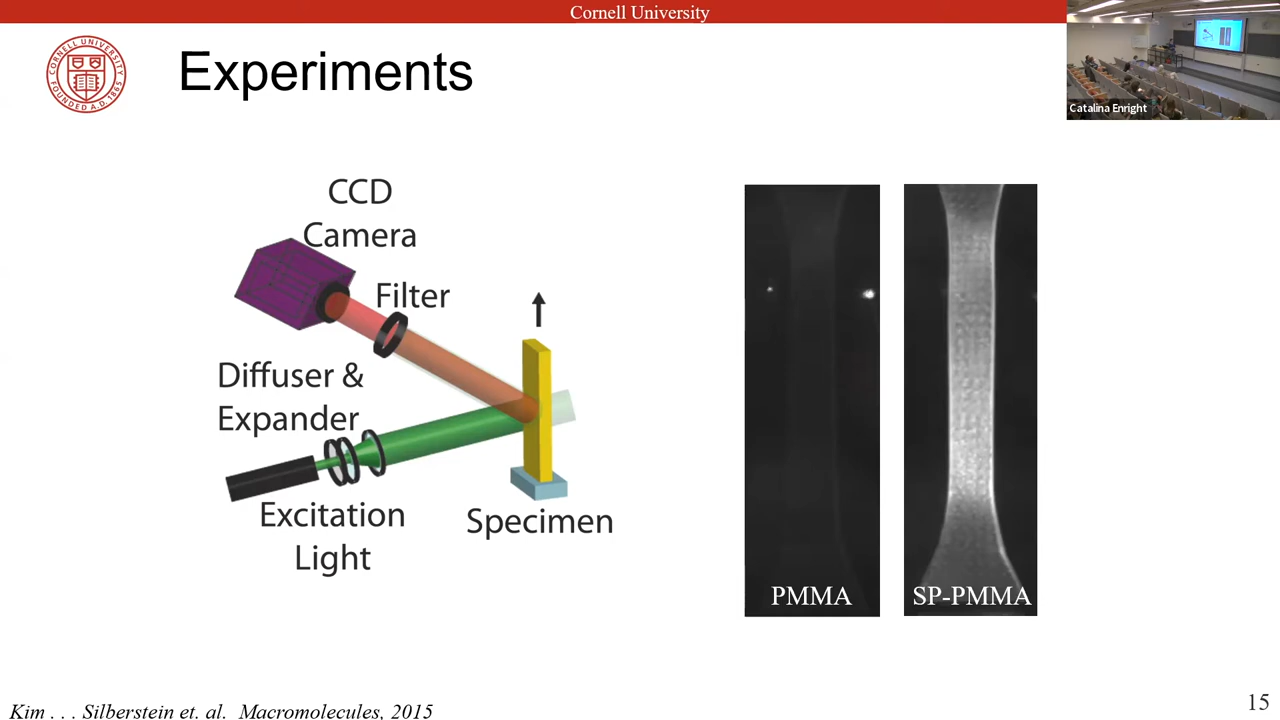 Cornell University
CORNELL UNIVERSITY
FOUNDED A.D. 1865
Experiments
Catalina Enright
CCD
Camera
Filter
Diffuser &
Expander
Excitation
Light
Specimen
PMMA
SP-PMMA
Kim . . . Silberstein et. al. Macromolecules, 2015
15